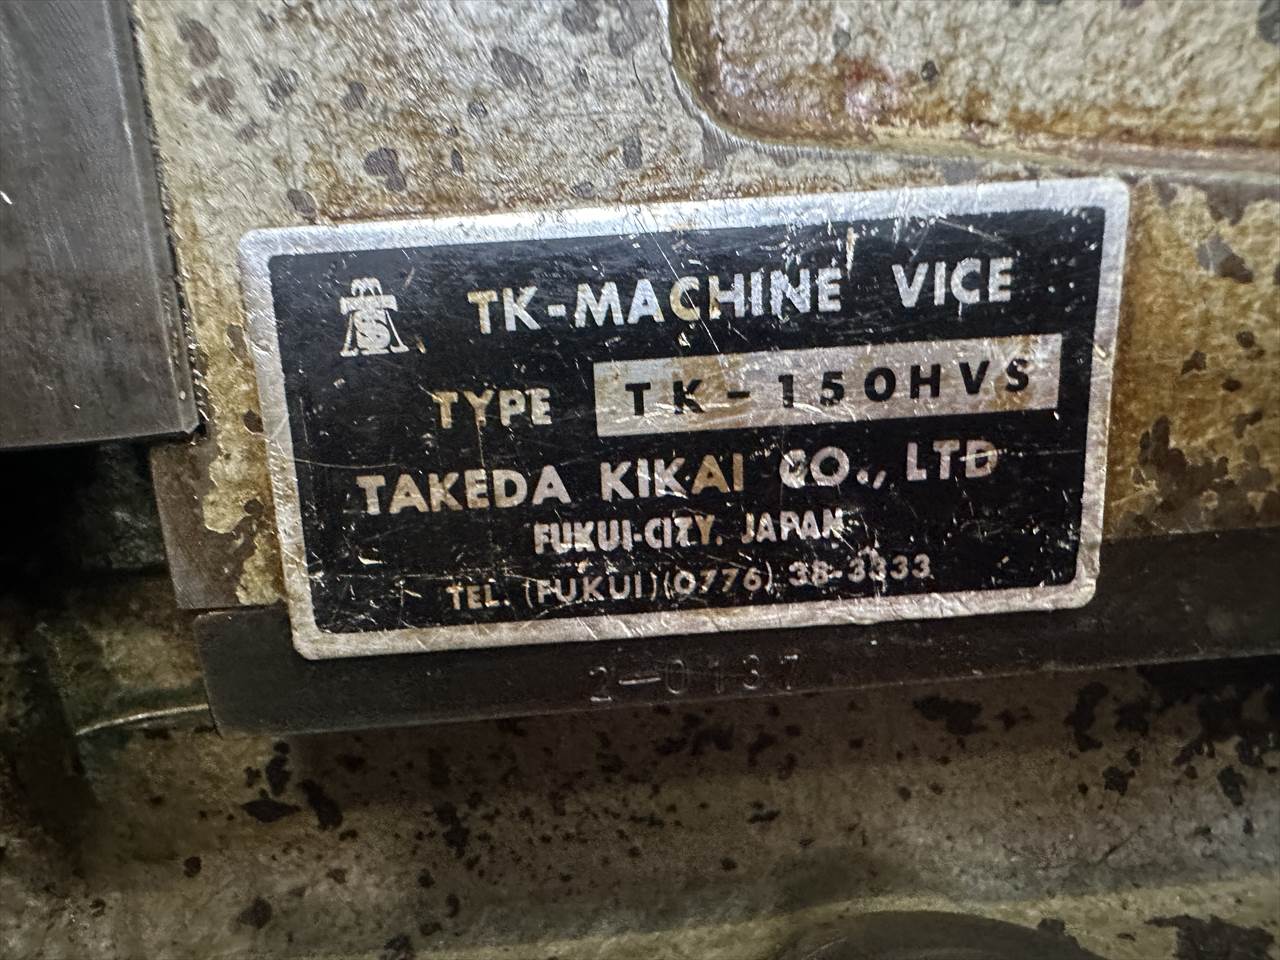 TK-MACHINE VICE
TYPE TK-150HVS
TAKEDA KIKAI CO., LTD
FUKUI-CITY. JAPAN
TEL. (FUKUI)(0776) 38-3333
2-0137